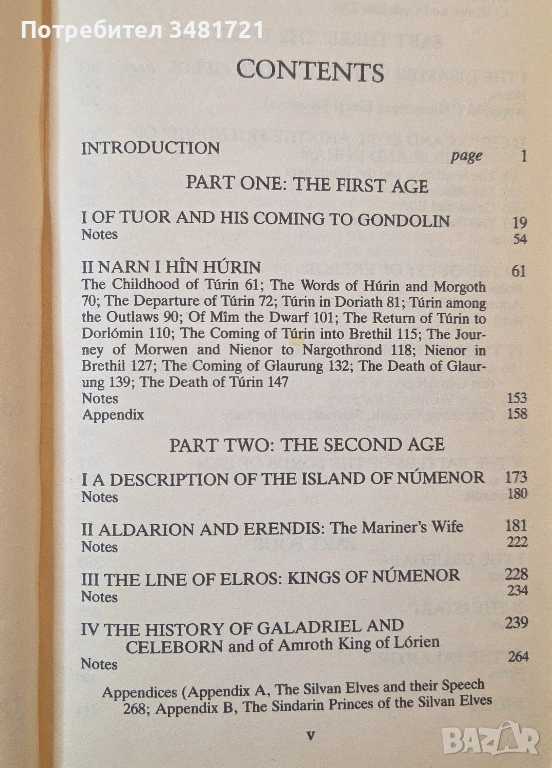 Потребител 3481721
CONTENTS
INTRODUCTION page 1
PART ONE: THE FIRST AGE
I OF TUOR AND HIS COMING TO GONDOLIN 19
Notes 54
II NARN I HÎN HÚRIN 61
The Childhood of Túrin 61; The Words of Húrin and Morgoth
70; The Departure of Túrin 72; Túrin in Doriath 81; Túrin among
the Outlaws 90; Of Mîm the Dwarf 101; The Return of Túrin to
Dorlómin 110; The Coming of Túrin into Brethil 115; The Jour-
ney of Morwen and Nienor to Nargothrond 118; Nienor in
Brethil 127; The Coming of Glaurung 132; The Death of Glaur-
ung 139; The Death of Túrin 147
Notes 153
Appendix 158
PART TWO: THE SECOND AGE
I A DESCRIPTION OF THE ISLAND OF NÚMENOR 173
Notes 180
II ALDARION AND ERENDIS: The Mariner's Wife 181
Notes 222
III THE LINE OF ELROS: KINGS OF NÚMENOR 228
Notes 234
IV THE HISTORY OF GALADRIEL AND 239
CELEBORN and of Amroth King of Lórien
Notes 264
Appendices (Appendix A, The Silvan Elves and their Speech
268; Appendix B, The Sindarin Princes of the Silvan Elves
v
BAZAR